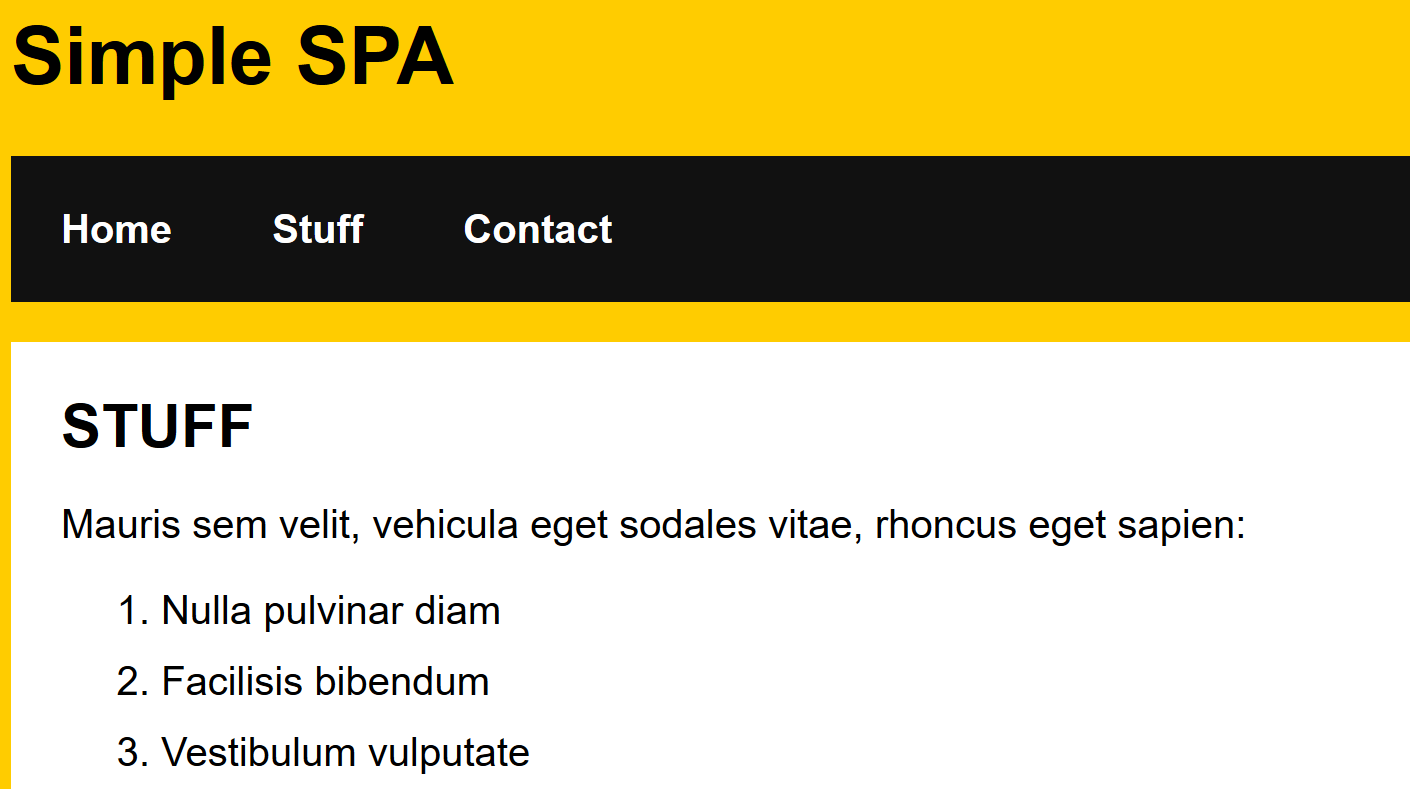 Simple SPA
Home Stuff Contact
STUFF
Mauris sem velit, vehicula eget sodales vitae, rhoncus eget sapien:
1. Nulla pulvinar diam
2. Facilisis bibendum
3. Vestibulum vulputate